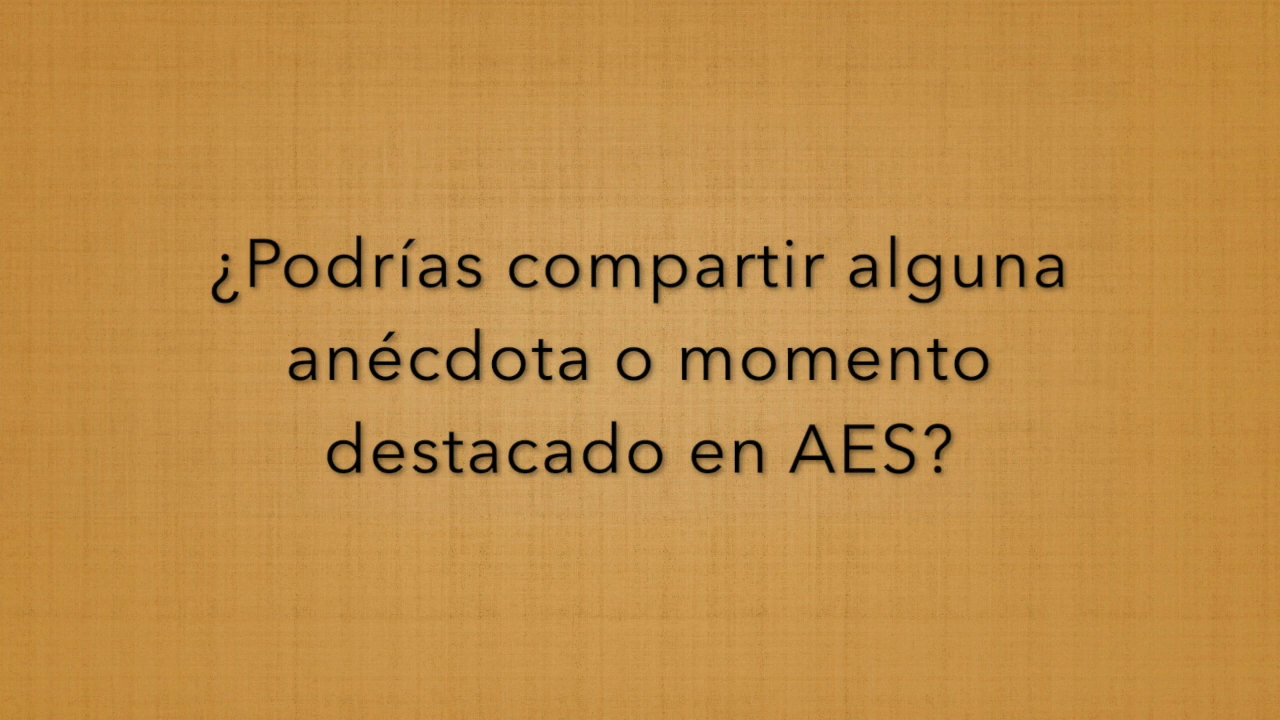 ¿Podrías compartir alguna
anécdota o momento
destacado en AES?